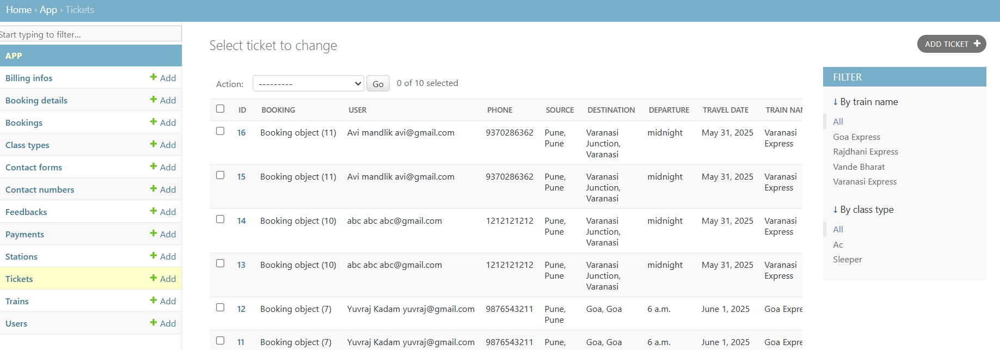 Home › App › Tickets
Start typing to filter...
APP
Billing infos Add
Booking details Add
Bookings Add
Class types Add
Contact forms Add
Contact numbers Add
Feedbacks Add
Payments Add
Stations Add
Tickets Add
Trains Add
Users Add
Select ticket to change
ADD TICKET
Action: --------- Go 0 of 10 selected
ID BOOKING USER PHONE SOURCE DESTINATION DEPARTURE TRAVEL DATE TRAIN
16 Booking object (11) Avi mandlik avi@gmail.com 9370286362 Pune, Varanasi midnight May 31, 2025 Varanasi
Pune Junction, Express
Varanasi
15 Booking object (11) Avi mandlik avi@gmail.com 9370286362 Pune, Varanasi midnight May 31, 2025 Varanasi
Pune Junction, Express
Varanasi
14 Booking object (10) abc abc abc@gmail.com 1212121212 Pune, Varanasi midnight May 31, 2025 Varanasi
Pune Junction, Express
Varanasi
13 Booking object (10) abc abc abc@gmail.com 1212121212 Pune, Varanasi midnight May 31, 2025 Varanasi
Pune Junction, Express
Varanasi
12 Booking object (7) Yuvraj Kadam yuvraj@gmail.com 9876543211 Pune, Goa, Goa 6 a.m. June 1, 2025 Goa
Pune
11 Booking object (7) Yuvraj Kadam yuvraj@gmail.com 9876543211 Pune, Goa, Goa 6 a.m. June 1, 2025 Goa
FILTER
↓ By train name
All
Goa Express
Rajdhani Express
Vande Bharat
Varanasi Express
↓ By class type
All
Ac
Sleeper